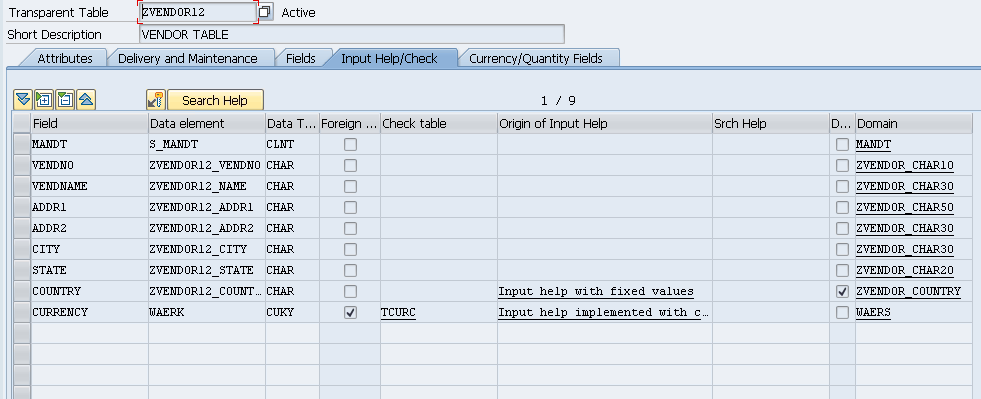 Transparent Table ZVENDOR12 Active
Short Description VENDOR TABLE
Attributes Delivery and Maintenance Fields Input Help/Check Currency/Quantity Fields
Search Help 1 / 9
Field Data element Data T... Foreign ... Check table Origin of Input Help Srch Help D... Domain
MANDT S_MANDT CLNT MANDT
VENDNO ZVENDOR12_VENDNO CHAR ZVENDOR_CHAR10
VENDNAME ZVENDOR12_NAME CHAR ZVENDOR_CHAR30
ADDR1 ZVENDOR12_ADDR1 CHAR ZVENDOR_CHAR50
ADDR2 ZVENDOR12_ADDR2 CHAR ZVENDOR_CHAR30
CITY ZVENDOR12_CITY CHAR ZVENDOR_CHAR30
STATE ZVENDOR12_STATE CHAR ZVENDOR_CHAR20
COUNTRY ZVENDOR12_COUNT... CHAR Input help with fixed values ZVENDOR_COUNTRY
CURRENCY WAERK CUKY TCURC Input help implemented with c... WAERS